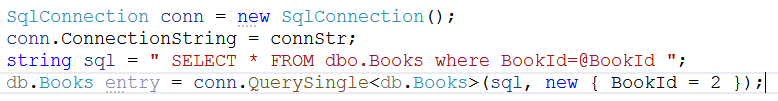 SqlConnection conn = new SqlConnection();
conn.ConnectionString = connStr;
string sql = " SELECT * FROM dbo.Books where BookId=@BookId ";
db.Books entry = conn.QuerySingle<db.Books>(sql, new { BookId = 2 });